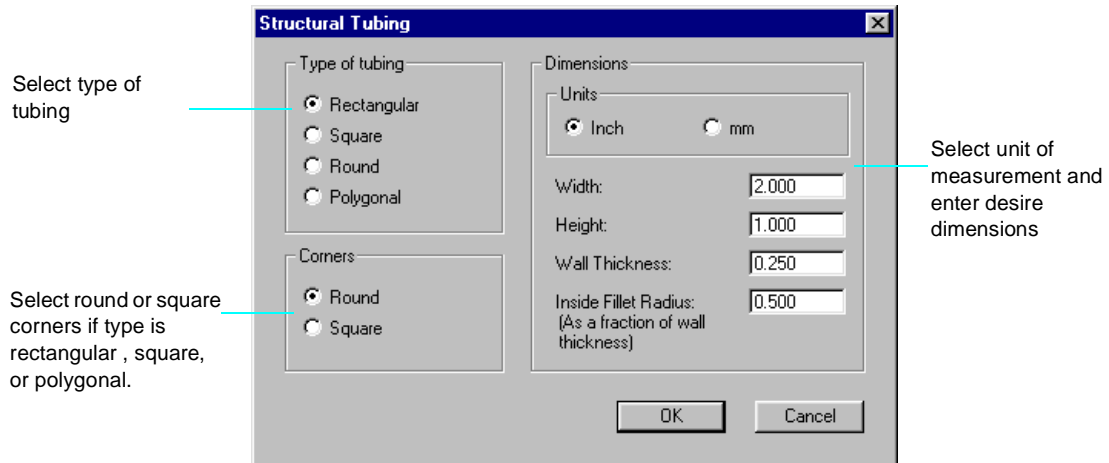 Structural Tubing
Select type of
tubing
Type of tubing
Rectangular
Square
Round
Polygonal
Corners
Round
Square
Select round or square
corners if type is
rectangular , square,
or polygonal.
Dimensions
Units
Inch
mm
Width: 2.000
Height: 1.000
Wall Thickness: 0.250
Inside Fillet Radius: 0.500
(As a fraction of wall
thickness)
Select unit of
measurement and
enter desire
dimensions
OK
Cancel